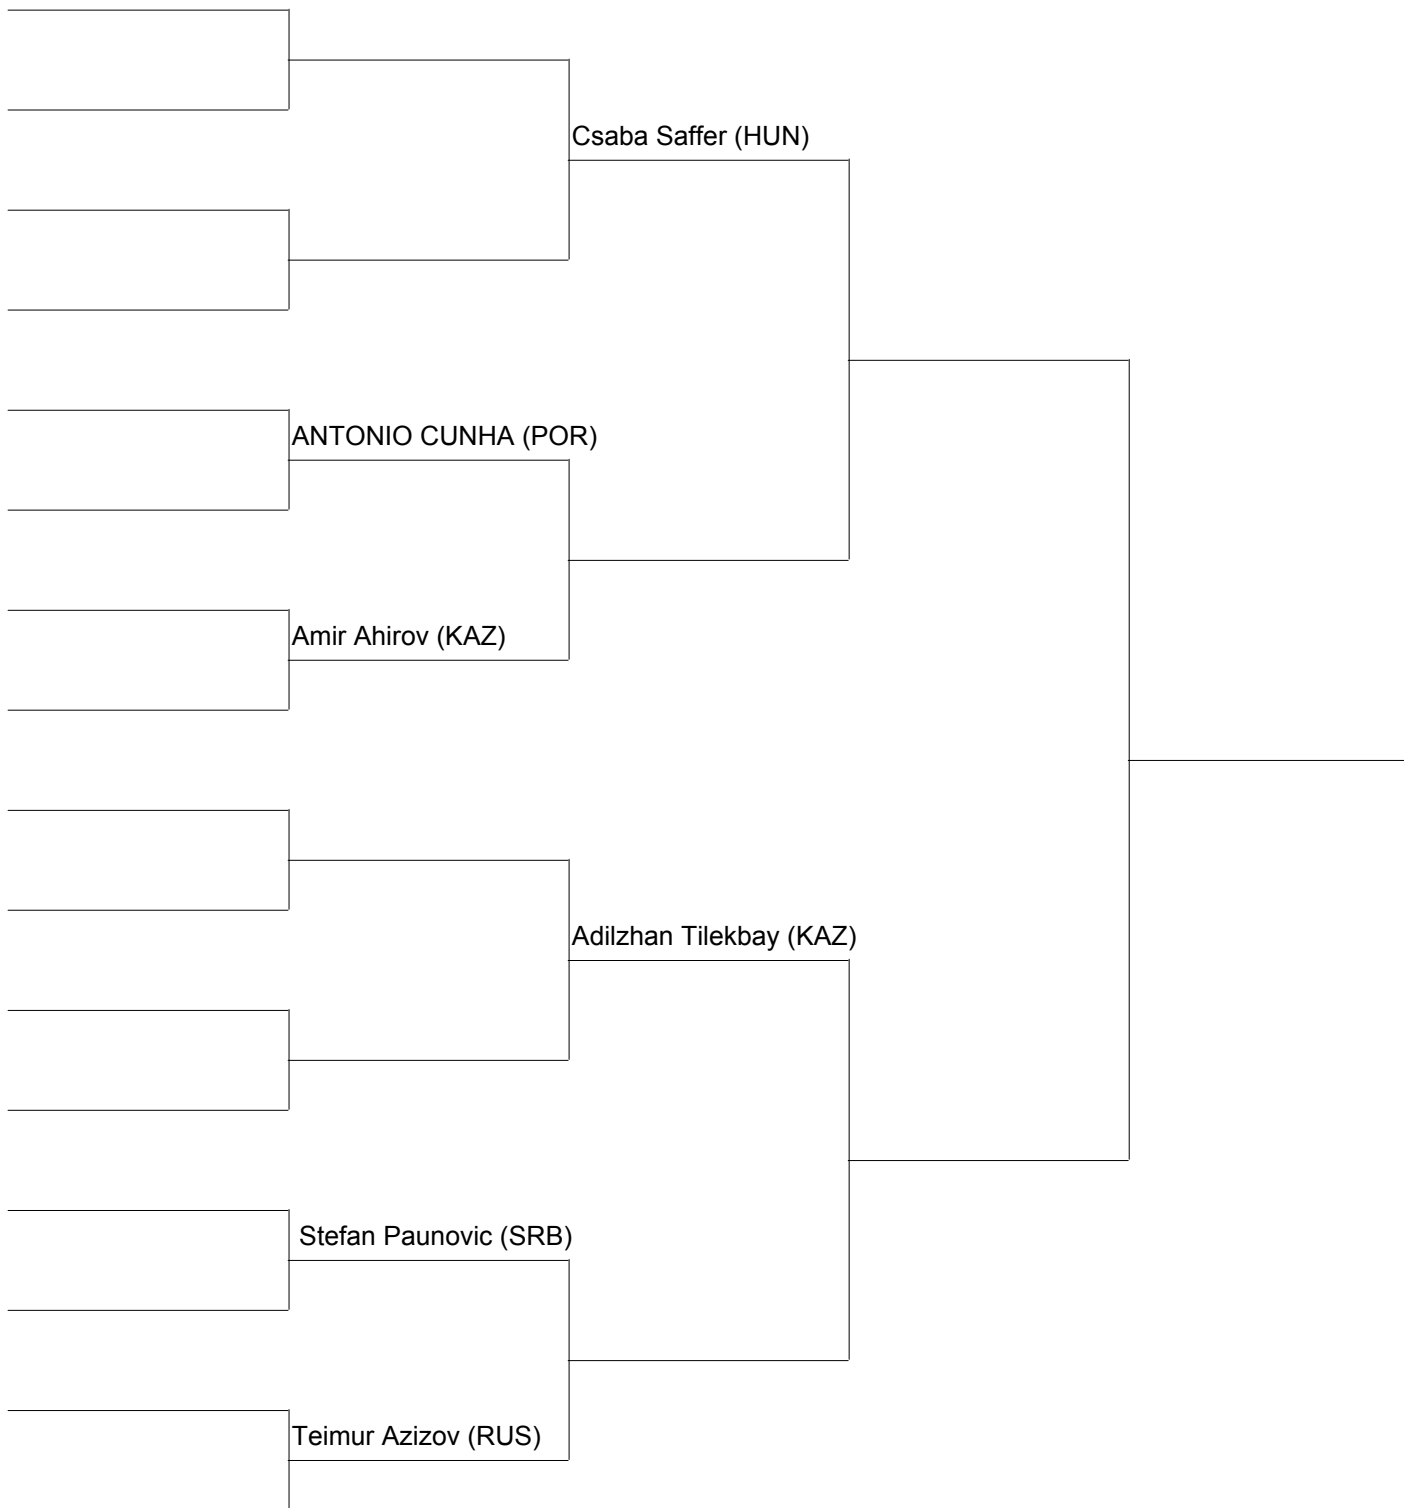 Csaba Saffer (HUN)
ANTONIO CUNHA (POR)
Amir Ahirov (KAZ)
Adilzhan Tilekbay (KAZ)
Stefan Paunovic (SRB)
Teimur Azizov (RUS)